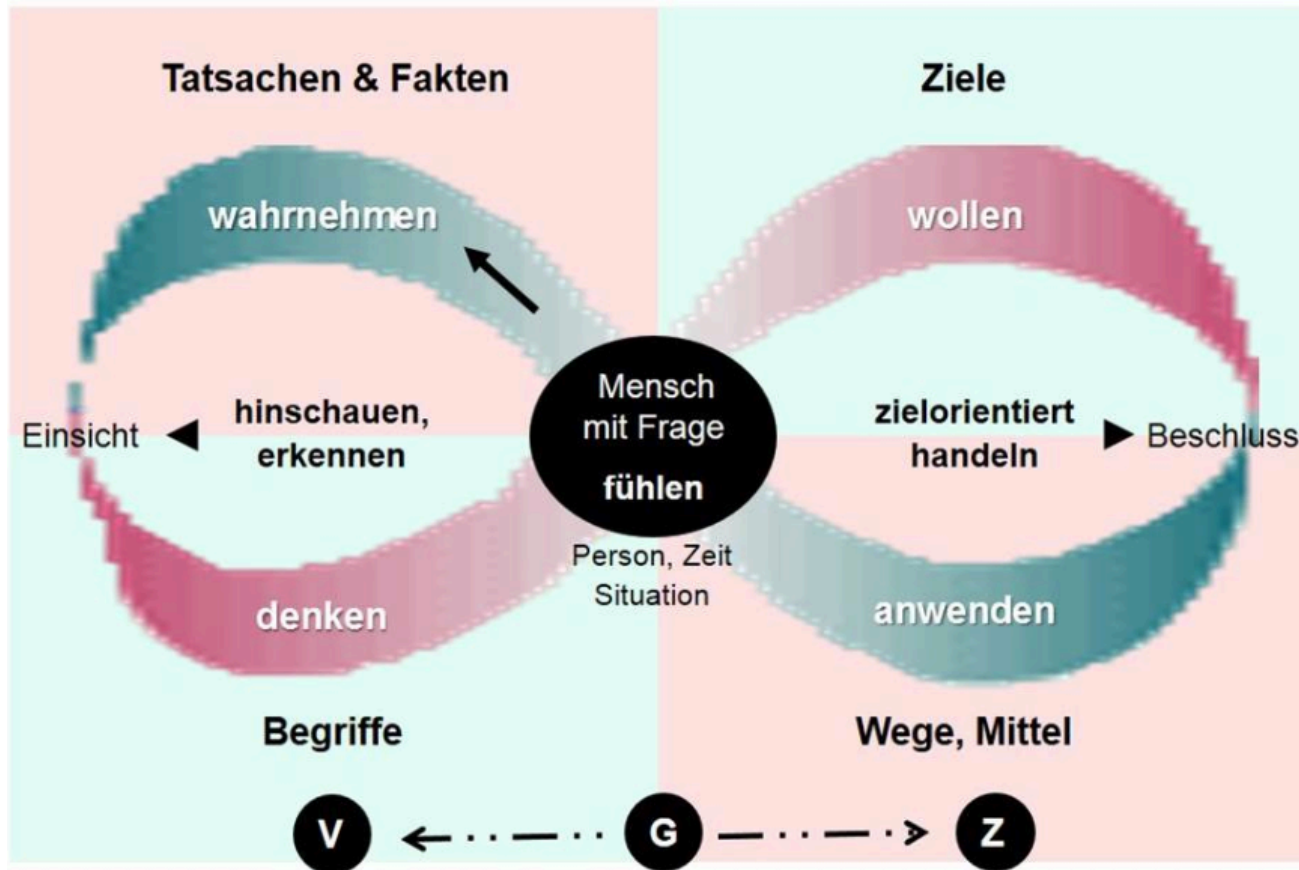 Tatsachen & Fakten
Ziele
wahrnehmen
wollen
Mensch
mit Frage
fühlen
hinschauen,
erkennen
Einsicht
zielorientiert
handeln
Beschluss
Person, Zeit
Situation
denken
anwenden
Begriffe
Wege, Mittel
V
G
Z